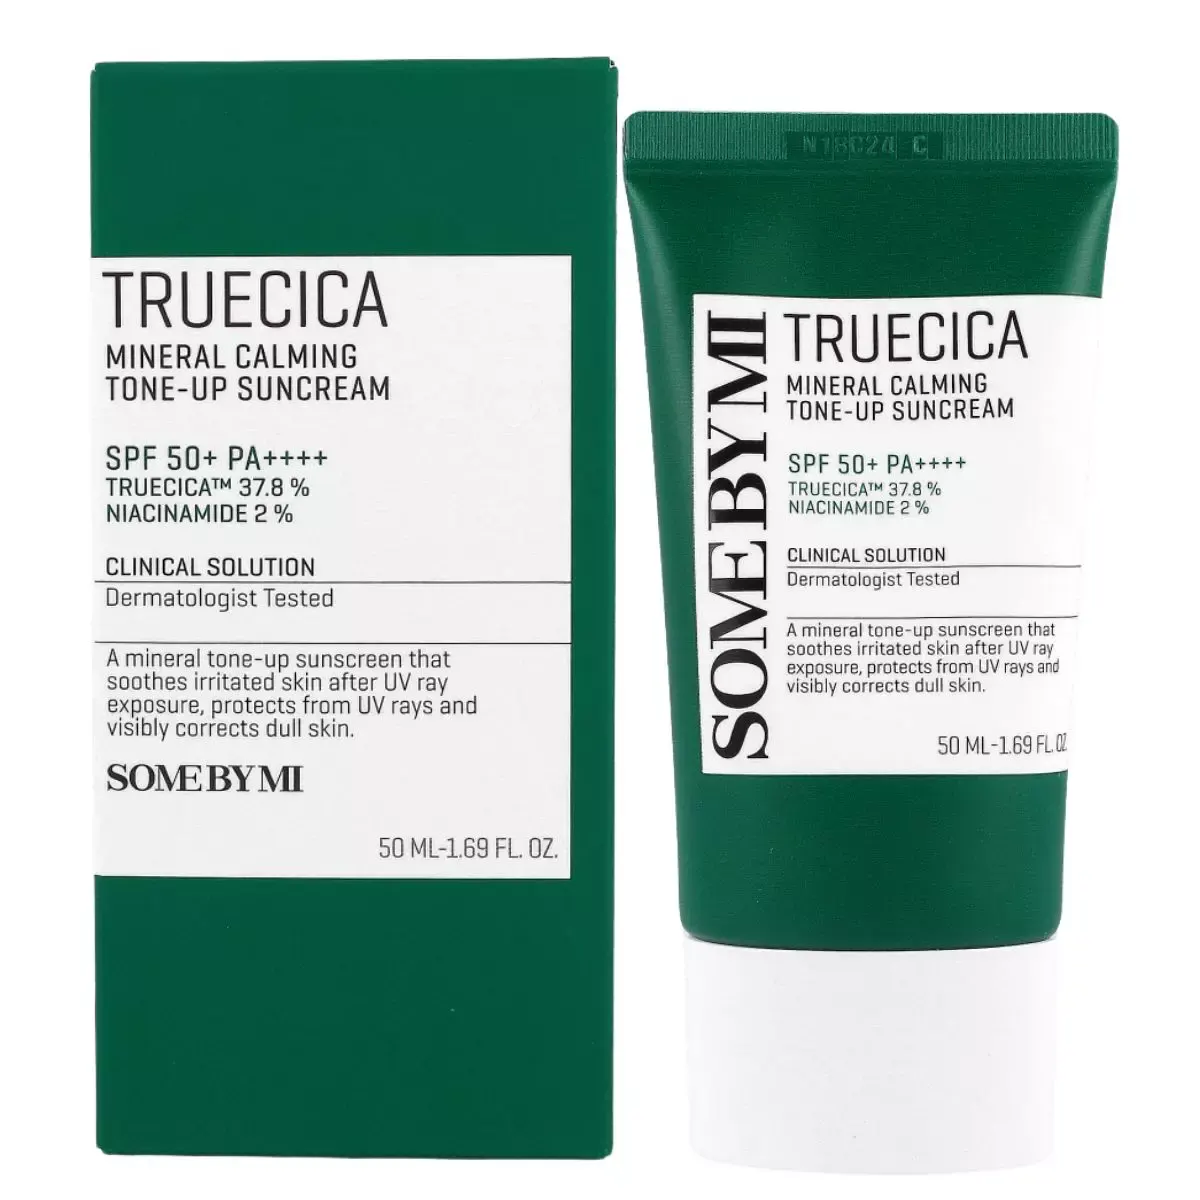 TRUECICA
MINERAL CALMING
TONE-UP SUNCREAM
SPF 50+ PA++++
TRUECICA™ 37.8 %
NIACINAMIDE 2 %
CLINICAL SOLUTION
Dermatologist Tested
A mineral tone-up sunscreen that
soothes irritated skin after UV ray
exposure, protects from UV rays and
visibly corrects dull skin.
SOME BY MI
50 ML-1.69 FL. OZ.
N18C24 C
SOME BY MI
TRUECICA
MINERAL CALMING
TONE-UP SUNCREAM
SPF 50+ PA++++
TRUECICA™ 37.8 %
NIACINAMIDE 2 %
CLINICAL SOLUTION
Dermatologist Tested
A mineral tone-up sunscreen that
soothes irritated skin after UV ray
exposure, protects from UV rays and
visibly corrects dull skin.
50 ML-1.69 FL. OZ